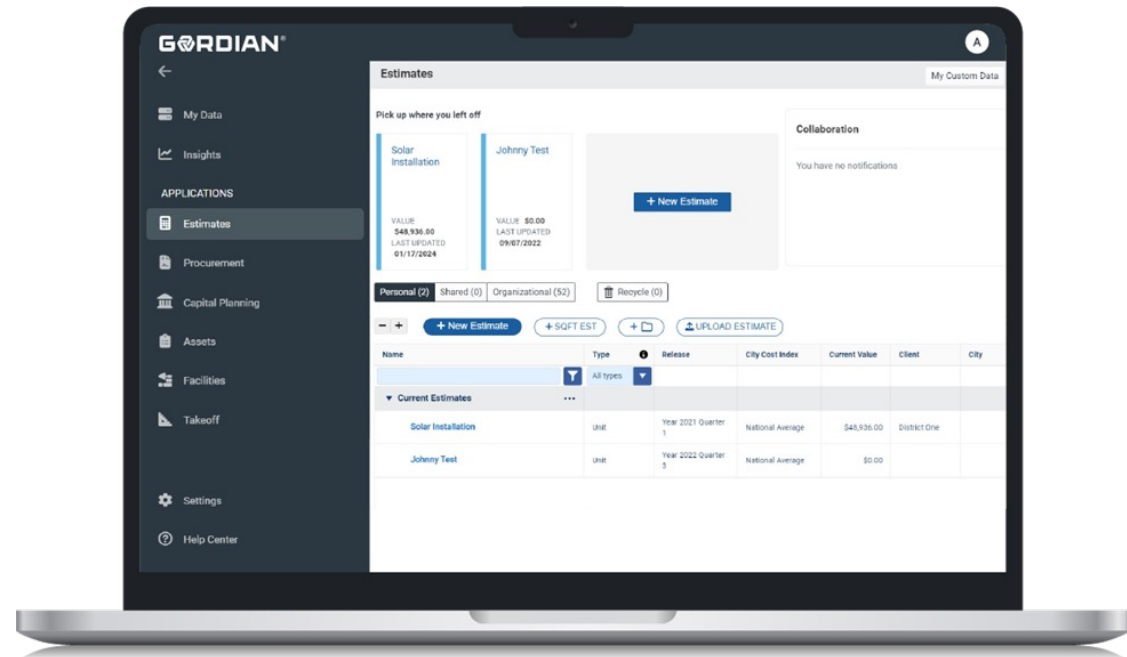 GORDIAN®
A
My Data
Insights
APPLICATIONS
Estimates
Procurement
Capital Planning
Assets
Facilities
Takeoff
Settings
Help Center
Estimates
My Custom Data
Pick up where you left off
Solar
Installation
VALUE
$48,936.00
LAST UPDATED
01/17/2024
Johnny Test
VALUE $0.00
LAST UPDATED
09/07/2022
+ New Estimate
Collaboration
You have no notifications
Personal (2) Shared (0) Organizational (52) Recycle (0)
− + + New Estimate + SQFT EST + UPLOAD ESTIMATE
Name Type Release City Cost Index Current Value Client City
All types
Current Estimates ...
Solar Installation Unit Year 2021 Quarter 1 National Average $48,936.00 District One
Johnny Test Unit Year 2022 Quarter 3 National Average $0.00